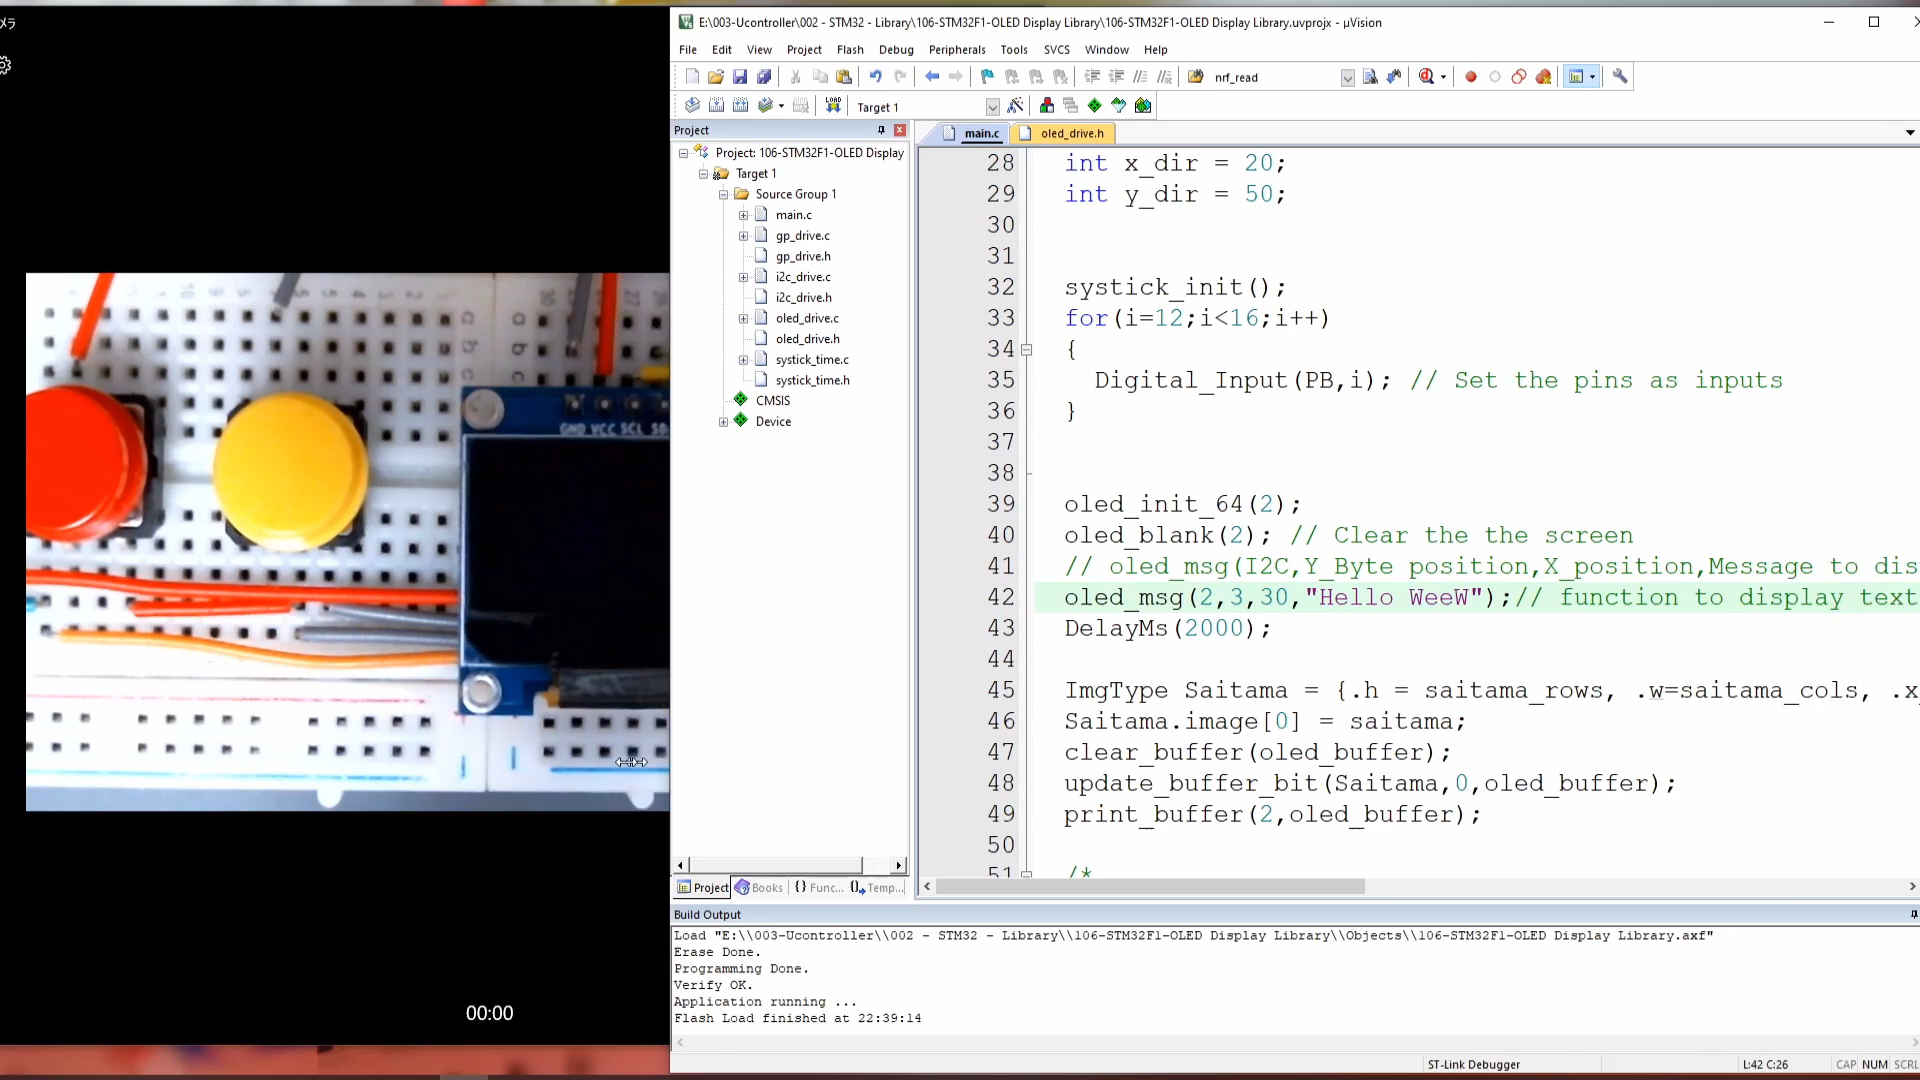 メラ
E:\003-Ucontroller\002 - STM32 - Library\106-STM32F1-OLED Display Library\106-STM32F1-OLED Display Library.uvprojx - µVision
File Edit View Project Flash Debug Peripherals Tools SVCS Window Help
nrf_read
LOAD Target 1
Project
main.c oled_drive.h
Project: 106-STM32F1-OLED Display
Target 1
Source Group 1
main.c
gp_drive.c
gp_drive.h
i2c_drive.c
i2c_drive.h
oled_drive.c
oled_drive.h
systick_time.c
systick_time.h
CMSIS
Device
28 int x_dir = 20;
29 int y_dir = 50;
30
31
32 systick_init();
33 for(i=12;i<16;i++)
34 {
35 Digital_Input(PB,i); // Set the pins as inputs
36 }
37
38
39 oled_init_64(2);
40 oled_blank(2); // Clear the the screen
41 // oled_msg(I2C,Y_Byte position,X_position,Message to dis
42 oled_msg(2,3,30,"Hello WeeW");// function to display text
43 DelayMs(2000);
44
45 ImgType Saitama = {.h = saitama_rows, .w=saitama_cols, .x
46 Saitama.image[0] = saitama;
47 clear_buffer(oled_buffer);
48 update_buffer_bit(Saitama,0,oled_buffer);
49 print_buffer(2,oled_buffer);
50
51 /*
GND VCC SCL
Project Books {} Func... Temp...
Build Output
Load "E:\\003-Ucontroller\\002 - STM32 - Library\\106-STM32F1-OLED Display Library\\Objects\\106-STM32F1-OLED Display Library.axf"
Erase Done.
Programming Done.
Verify OK.
Application running ...
Flash Load finished at 22:39:14
00:00
ST-Link Debugger L:42 C:26 CAP NUM SCRL